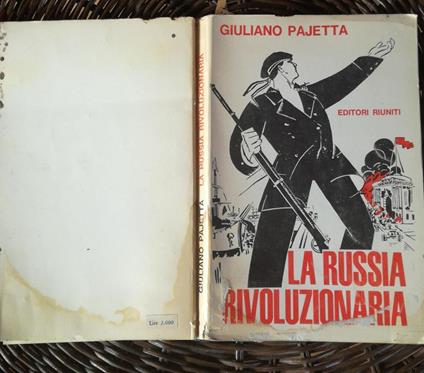 GIULIANO PAJETTA
EDITORI RIUNITI
LA RUSSIA
RIVOLUZIONARIA
GIULIANO PAJETTA LA RUSSIA RIVOLUZIONARIA
Lire 2.000